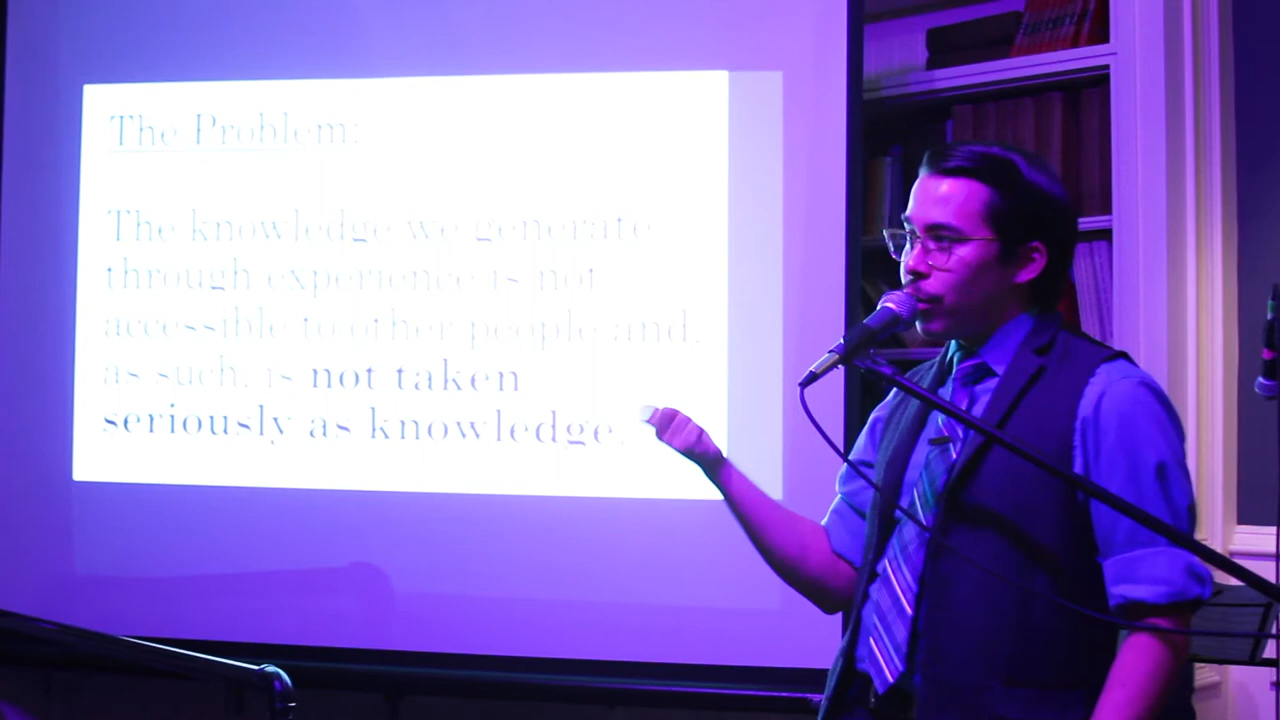 The Problem:
The knowledge we generate
through experience is not
accessible to other people and,
as such, is not taken
seriously as knowledge.